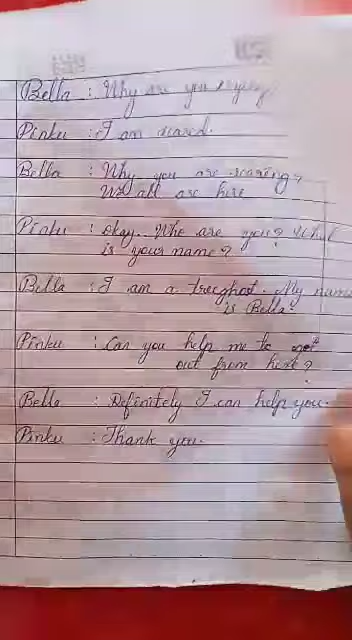 Bella : Why are you crying?
Pinku : I am scared.
Bella : Why you are scaring?
We all are here
Pinku : okay.. Who are you? What
is your name?
Bella : I am a treeghost. My name
is Bella.
Pinku : Can you help me to get
out from here?
Bella : Definitely I can help you.
Pinku : Thank you.